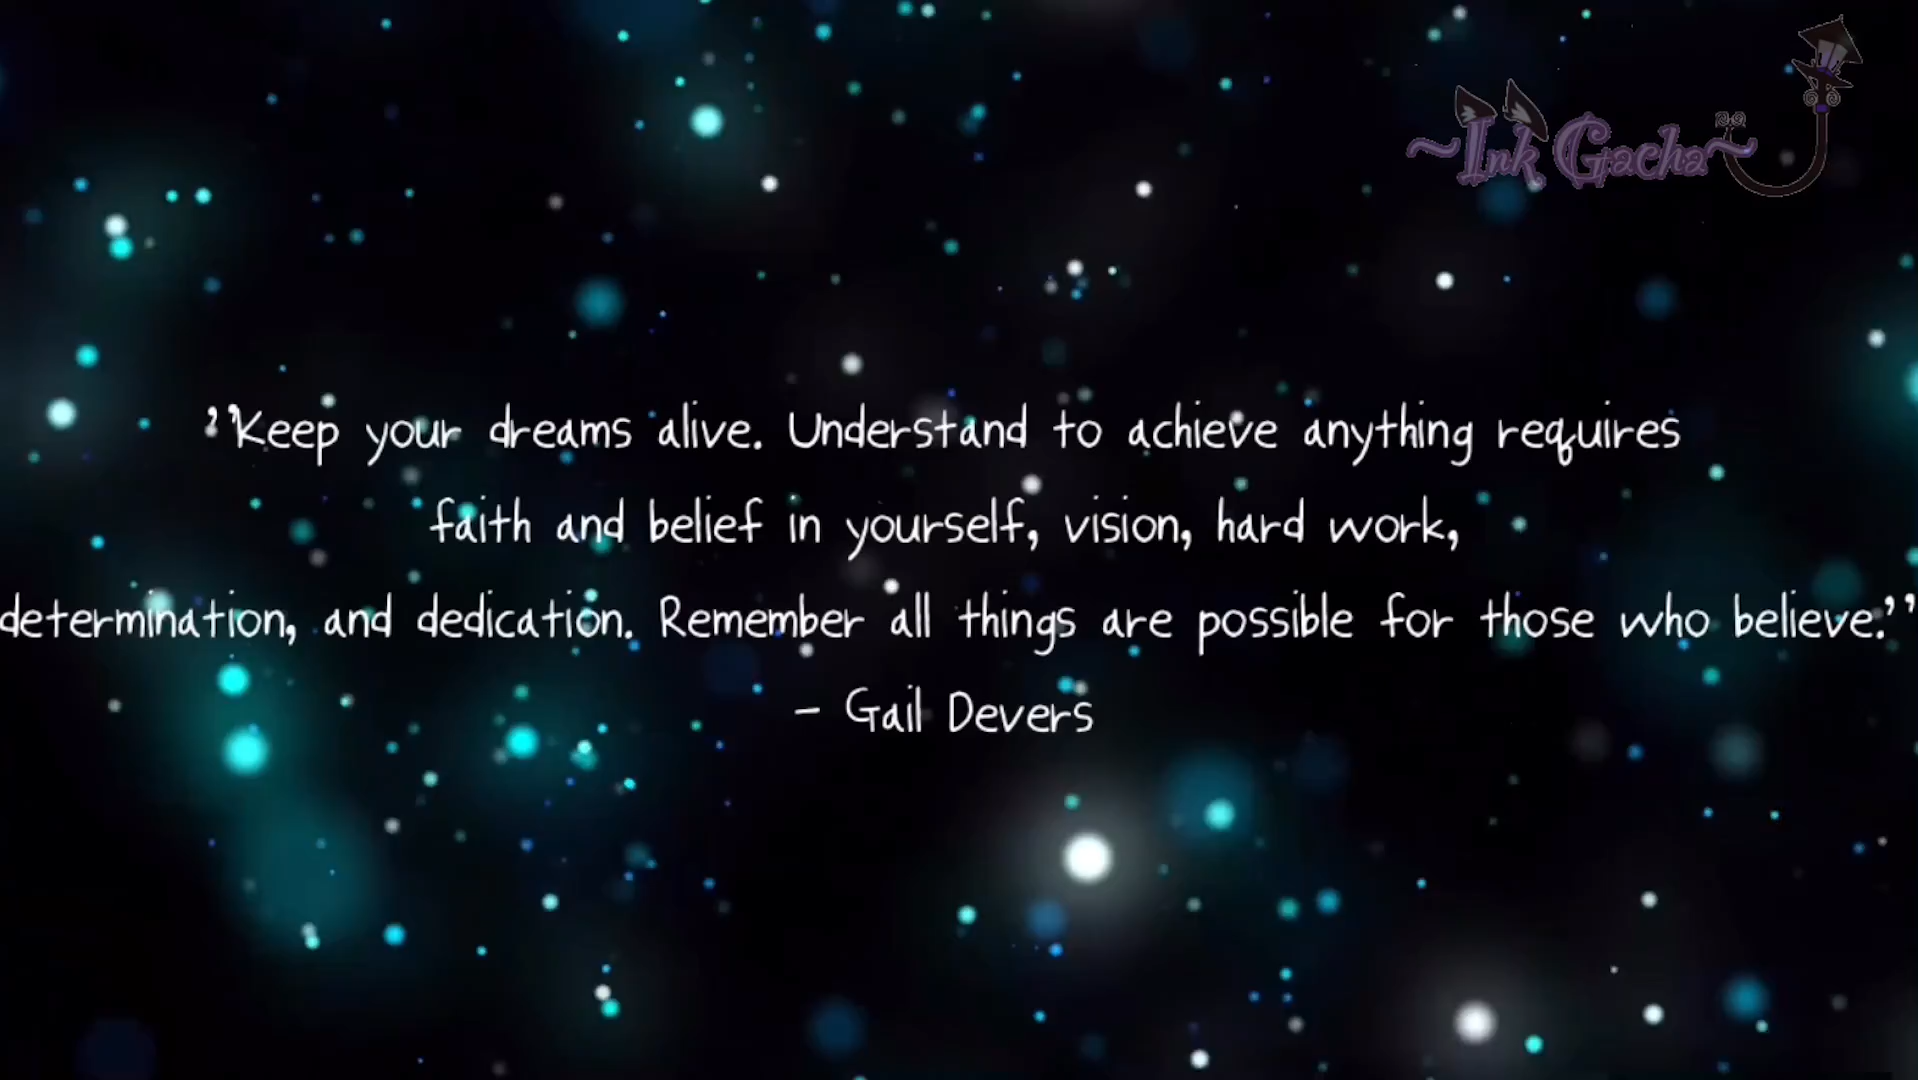 ~Ink Gacha~
''Keep your dreams alive. Understand to achieve anything requires
faith and belief in yourself, vision, hard work,
determination, and dedication. Remember all things are possible for those who believe.''
- Gail Devers